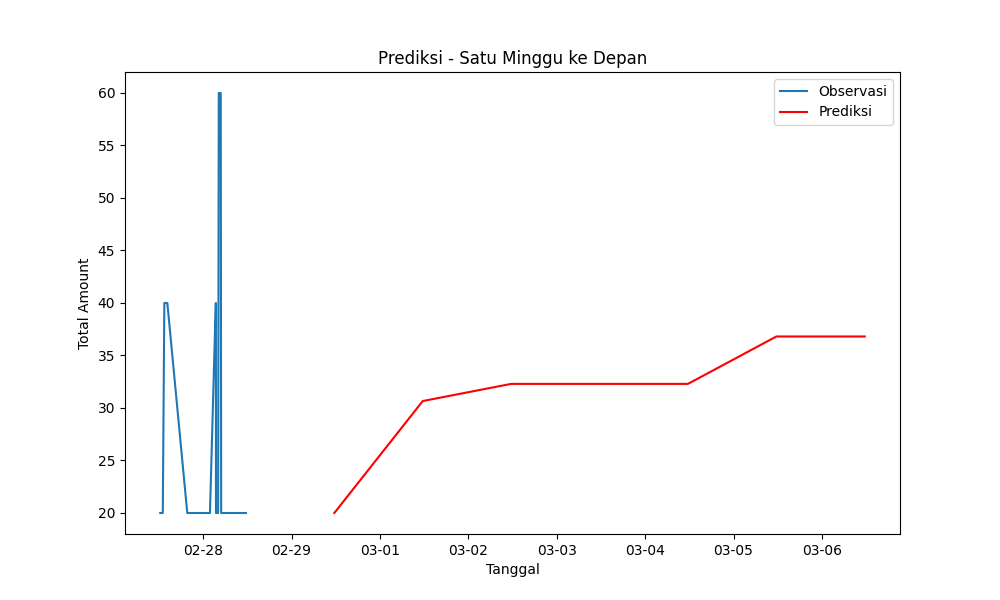 Prediksi - Satu Minggu ke Depan
Observasi
Prediksi
Total Amount
60
55
50
45
40
35
30
25
20
02-28 02-29 03-01 03-02 03-03 03-04 03-05 03-06
Tanggal